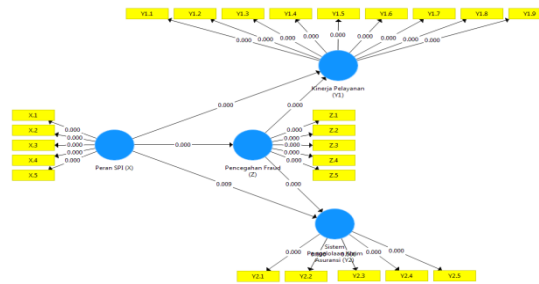 Y1.1 Y1.2 Y1.3 Y1.4 Y1.5 Y1.6 Y1.7 Y1.8 Y1.9
0.000 0.000 0.000 0.000 0.000 0.000 0.000 0.000 0.000
Kinerja Pelayanan
(Y1)
0.000 0.000
X.1 Z.1
0.000 0.000
X.2 Z.2
0.000 0.000
X.3 0.000 0.000 0.000 Z.3
X.4 0.000 0.000 Z.4
X.5 0.000 0.000 Z.5
Peran SPI (X) Pencegahan Fraud
(Z)
0.000 0.000
Sistem
Asuransi (Y2)
0.000 0.000 0.000
Y2.1 Y2.2 Y2.3 Y2.4 Y2.5